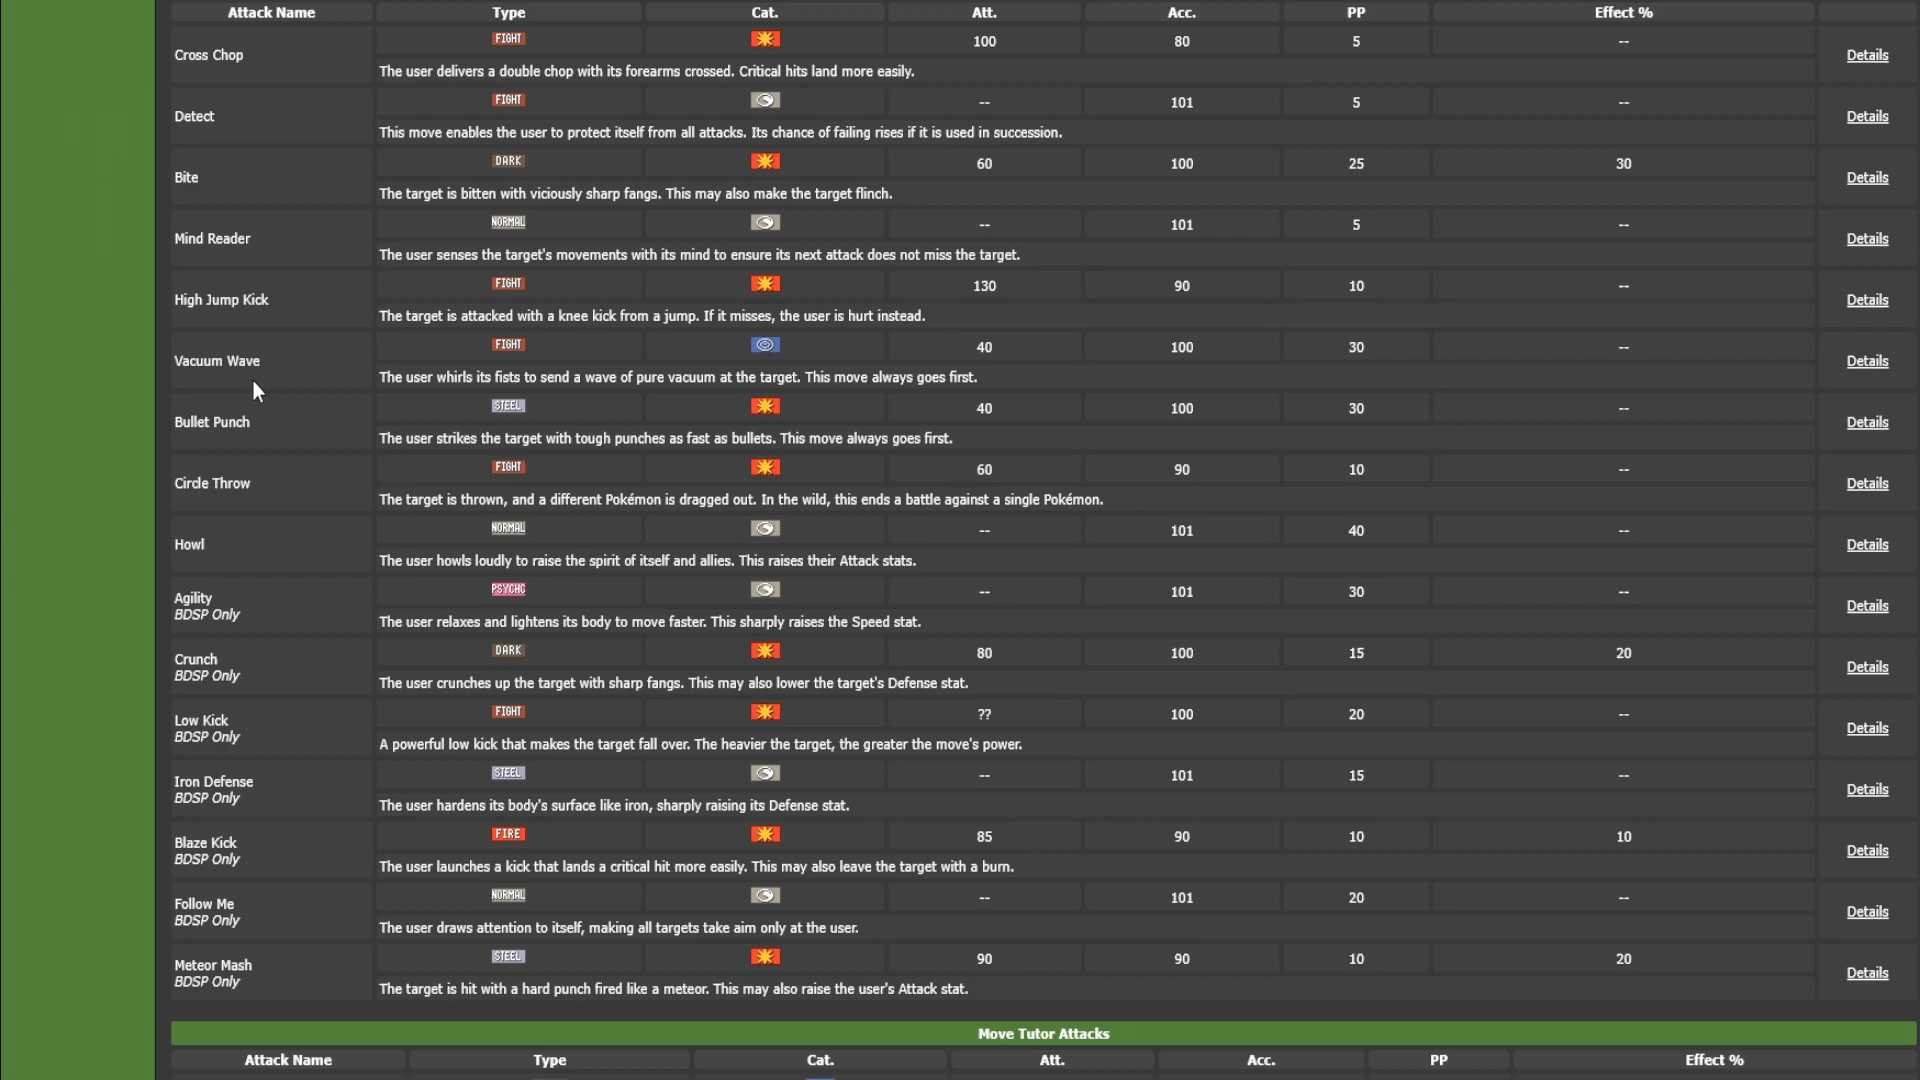 Attack Name Type Cat. Att. Acc. PP Effect %
Cross Chop FIGHT 100 80 5 -- Details
The user delivers a double chop with its forearms crossed. Critical hits land more easily.
Detect FIGHT -- 101 5 -- Details
This move enables the user to protect itself from all attacks. Its chance of failing rises if it is used in succession.
Bite DARK 60 100 25 30 Details
The target is bitten with viciously sharp fangs. This may also make the target flinch.
Mind Reader NORMAL -- 101 5 -- Details
The user senses the target's movements with its mind to ensure its next attack does not miss the target.
High Jump Kick FIGHT 130 90 10 -- Details
The target is attacked with a knee kick from a jump. If it misses, the user is hurt instead.
Vacuum Wave FIGHT 40 100 30 -- Details
The user whirls its fists to send a wave of pure vacuum at the target. This move always goes first.
Bullet Punch STEEL 40 100 30 -- Details
The user strikes the target with tough punches as fast as bullets. This move always goes first.
Circle Throw FIGHT 60 90 10 -- Details
The target is thrown, and a different Pokémon is dragged out. In the wild, this ends a battle against a single Pokémon.
Howl NORMAL -- 101 40 -- Details
The user howls loudly to raise the spirit of itself and allies. This raises their Attack stats.
Agility PSYCHC -- 101 30 -- Details
BDSP Only
The user relaxes and lightens its body to move faster. This sharply raises the Speed stat.
Crunch DARK 80 100 15 20 Details
BDSP Only
The user crunches up the target with sharp fangs. This may also lower the target's Defense stat.
Low Kick FIGHT ?? 100 20 -- Details
BDSP Only
A powerful low kick that makes the target fall over. The heavier the target, the greater the move's power.
Iron Defense STEEL -- 101 15 -- Details
BDSP Only
The user hardens its body's surface like iron, sharply raising its Defense stat.
Blaze Kick FIRE 85 90 10 10 Details
BDSP Only
The user launches a kick that lands a critical hit more easily. This may also leave the target with a burn.
Follow Me NORMAL -- 101 20 -- Details
BDSP Only
The user draws attention to itself, making all targets take aim only at the user.
Meteor Mash STEEL 90 90 10 20 Details
BDSP Only
The target is hit with a hard punch fired like a meteor. This may also raise the user's Attack stat.
Move Tutor Attacks
Attack Name Type Cat. Att. Acc. PP Effect %